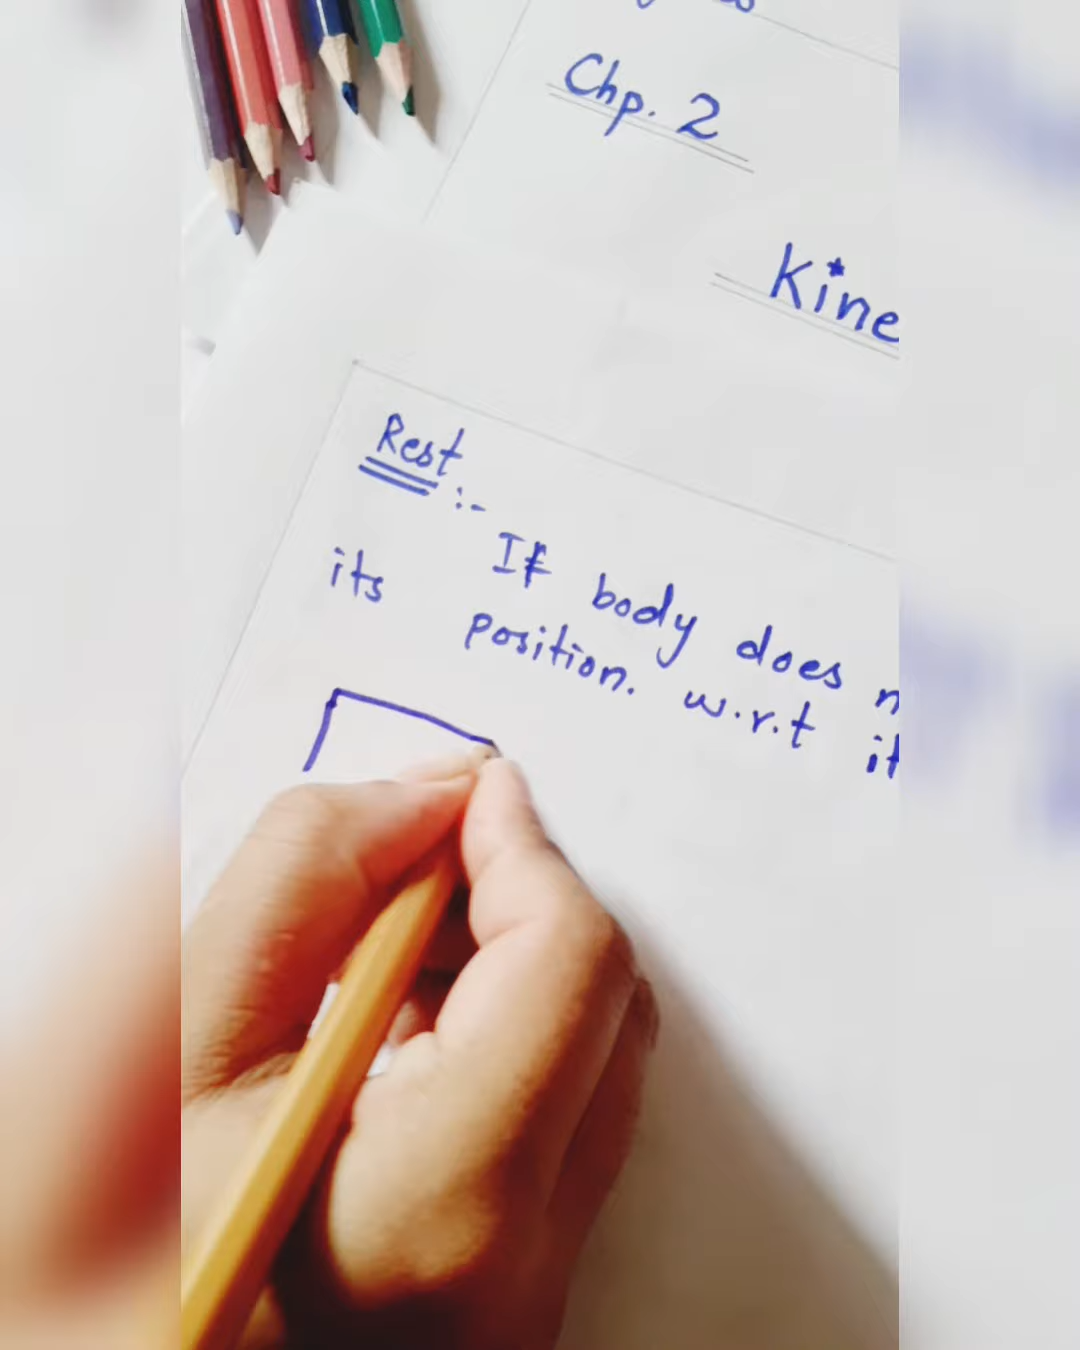 Chp. 2
Kine
Rest :-
If body does
its position. w.r.t